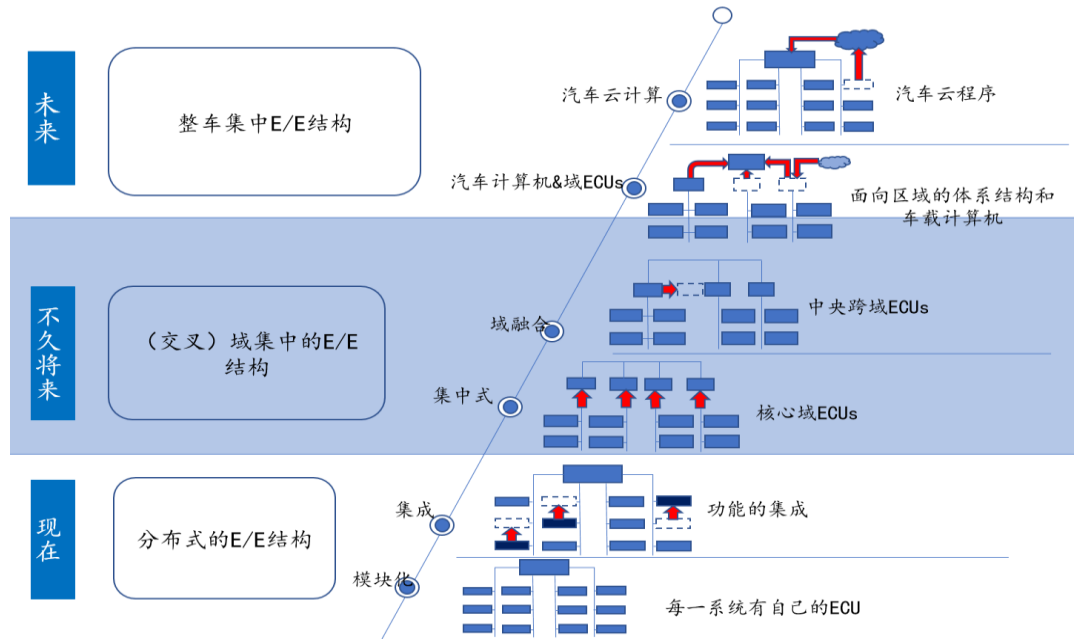 未来
整车集中E/E结构
汽车云计算
汽车云程序
汽车计算机&域ECUs
面向区域的体系结构和
车载计算机
不久将来
（交叉）域集中的E/E
结构
域融合
中央跨域ECUs
集中式
核心域ECUs
现在
分布式的E/E结构
集成
功能的集成
模块化
每一系统有自己的ECU